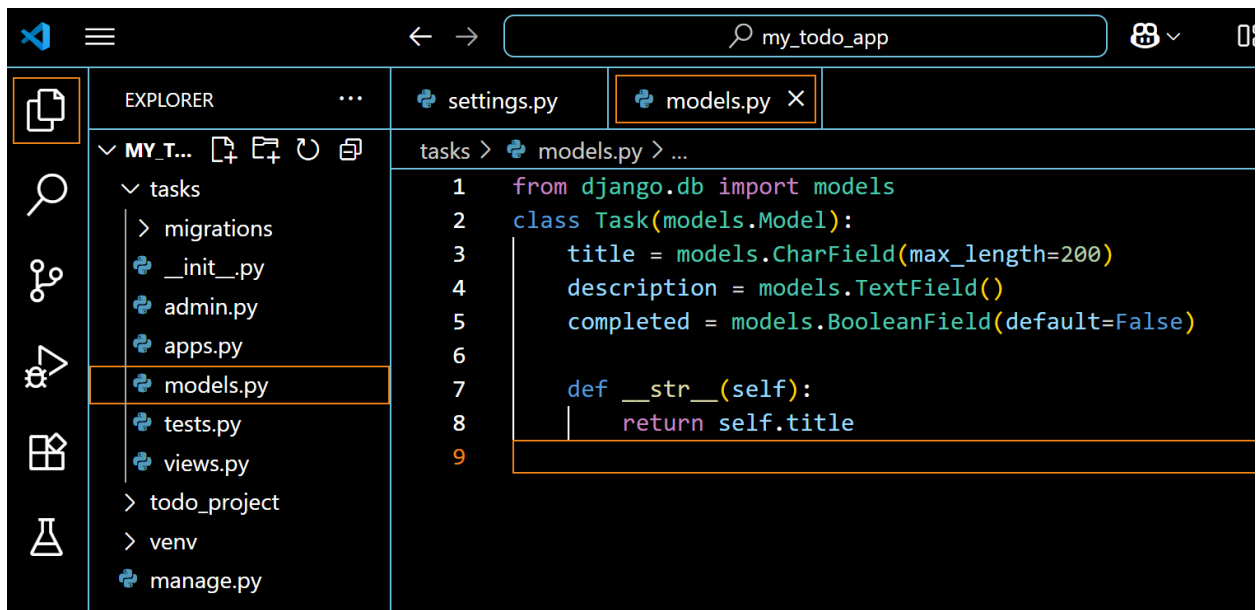 my_todo_app
EXPLORER ...
settings.py
models.py
MY_T...
tasks > models.py > ...
tasks
migrations
__init__.py
admin.py
apps.py
models.py
tests.py
views.py
todo_project
venv
manage.py
1 from django.db import models
2 class Task(models.Model):
3     title = models.CharField(max_length=200)
4     description = models.TextField()
5     completed = models.BooleanField(default=False)
6
7     def __str__(self):
8         return self.title
9